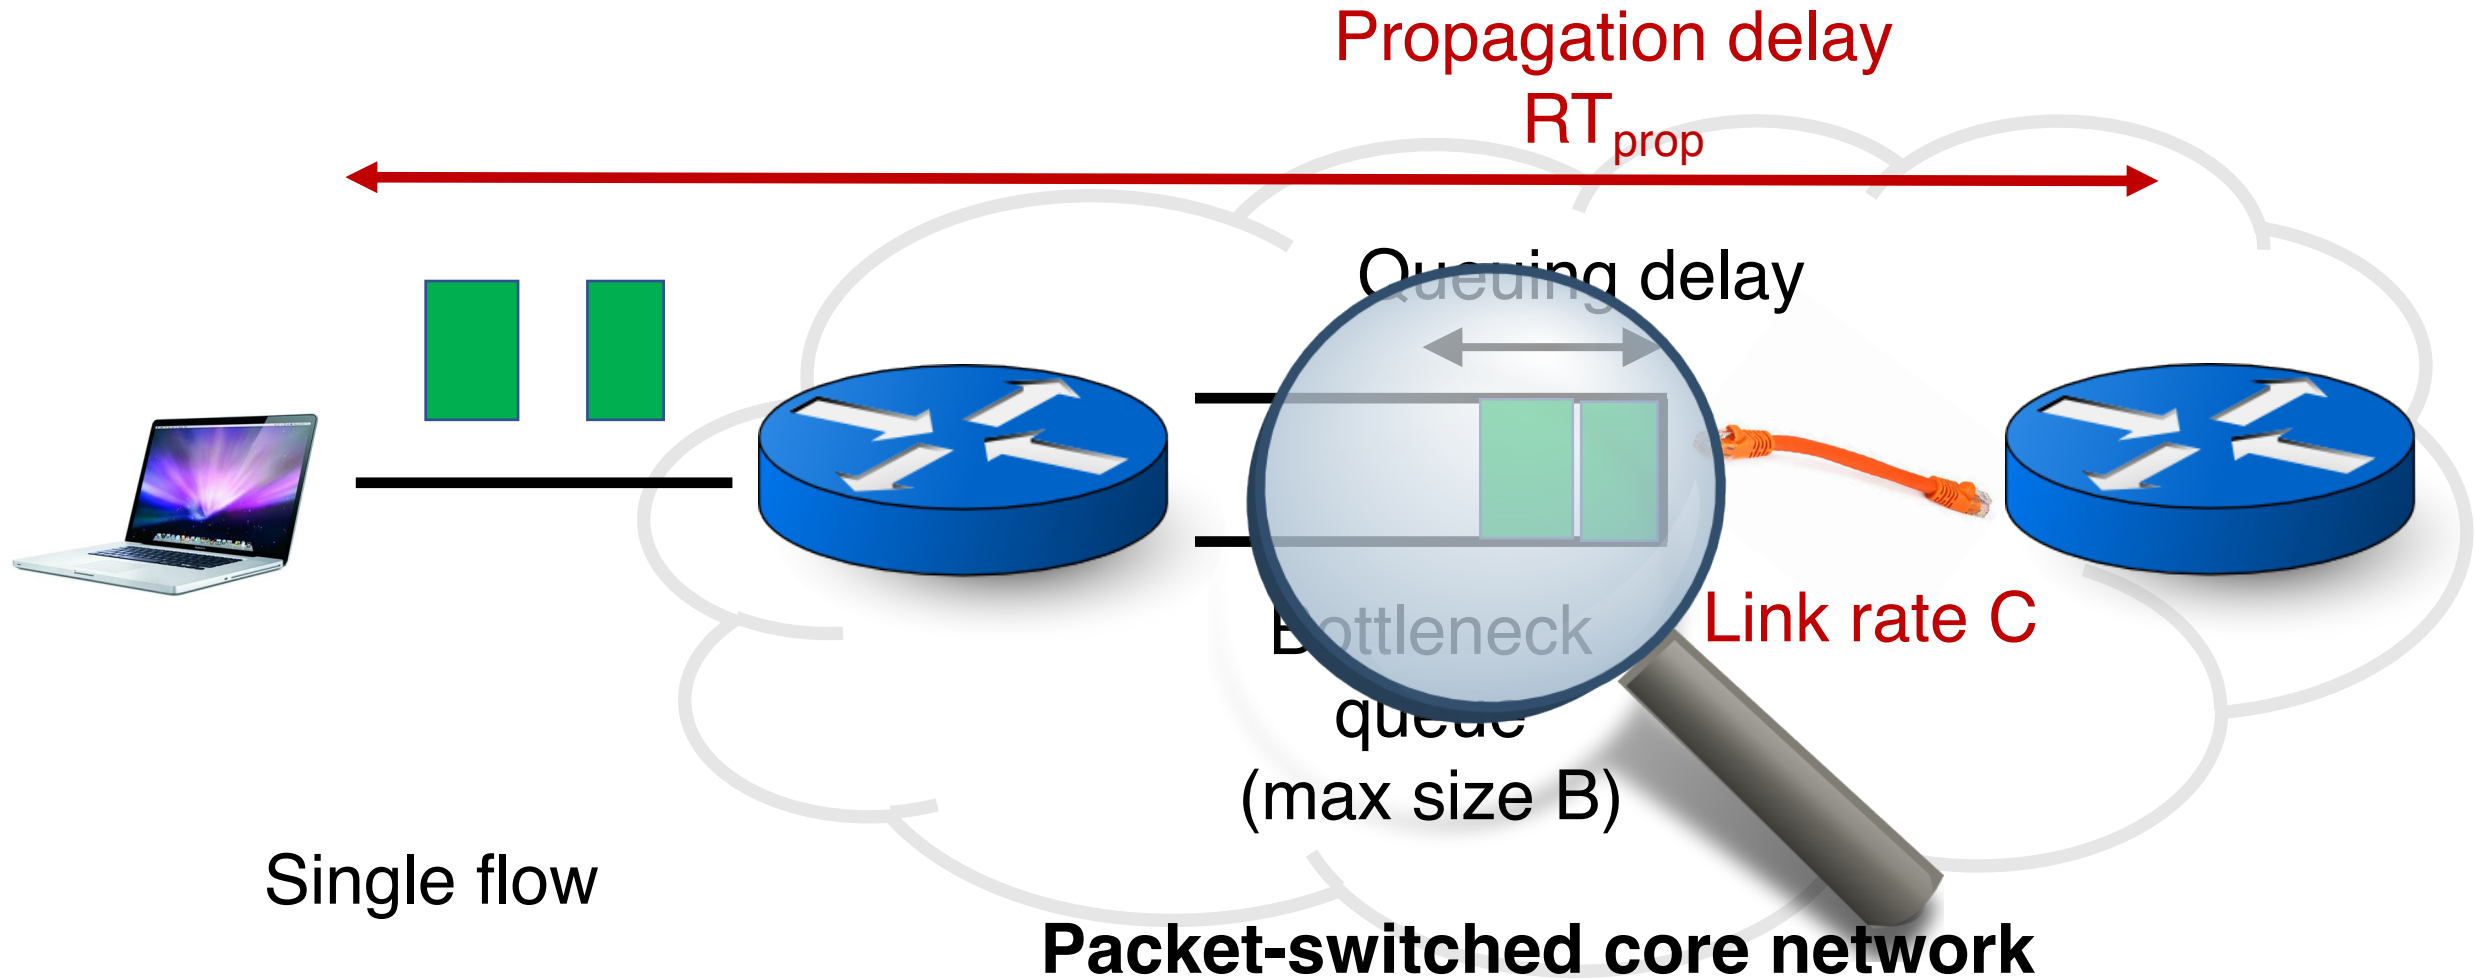 Propagation delay
RTprop
Queuing delay
Bottleneck
queue
(max size B)
Link rate C
Single flow
Packet-switched core network